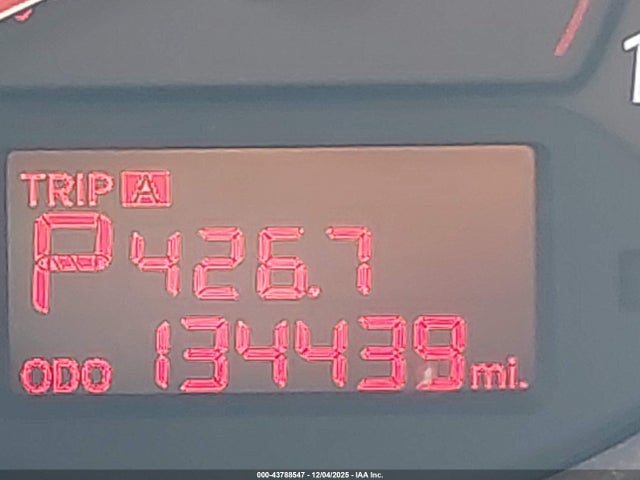 TRIP A
P 426.7
ODO 134439 mi.
000-43788547 - 12/04/2025 - IAA Inc.